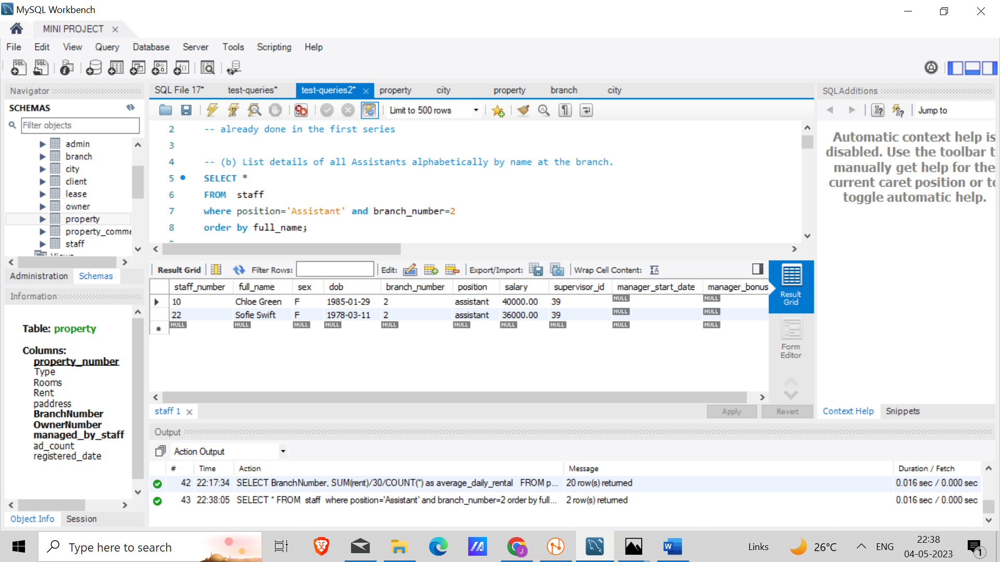 MySQL Workbench
MINI PROJECT
File Edit View Query Database Server Tools Scripting Help
Navigator
SCHEMAS
Filter objects
admin
branch
city
client
lease
owner
property
property_comme
staff
Administration Schemas
Information
Table: property
Columns:
property_number
Type
Rooms
Rent
paddress
BranchNumber
OwnerNumber
managed_by_staff
ad_count
registered_date
Object Info Session
SQL File 17* test-queries* test-queries2* property city property branch city
Limit to 500 rows
2 -- already done in the first series
3
4 -- (b) List details of all Assistants alphabetically by name at the branch.
5 SELECT *
6 FROM staff
7 where position='Assistant' and branch_number=2
8 order by full_name;
Result Grid Filter Rows: Edit: Export/Import: Wrap Cell Content:
staff_number full_name sex dob branch_number position salary supervisor_id manager_start_date manager_bonus
10 Chloe Green F 1985-01-29 2 assistant 40000.00 39 NULL NULL
22 Sofie Swift F 1978-03-11 2 assistant 36000.00 39 NULL NULL
NULL NULL NULL NULL NULL NULL NULL NULL NULL NULL
Result
Grid
Form
Editor
staff 1
Apply Revert
SQLAdditions
Jump to
Automatic context help is
disabled. Use the toolbar t
manually get help for the
current caret position or to
toggle automatic help.
Context Help Snippets
Output
Action Output
# Time Action Message Duration / Fetch
42 22:17:34 SELECT BranchNumber, SUM(rent)/30/COUNT(*) as average_daily_rental FROM p... 20 row(s) returned 0.016 sec / 0.000 sec
43 22:38:05 SELECT * FROM staff where position='Assistant' and branch_number=2 order by full... 2 row(s) returned 0.016 sec / 0.000 sec
Type here to search
Links
26°C
ENG
22:38
04-05-2023
1